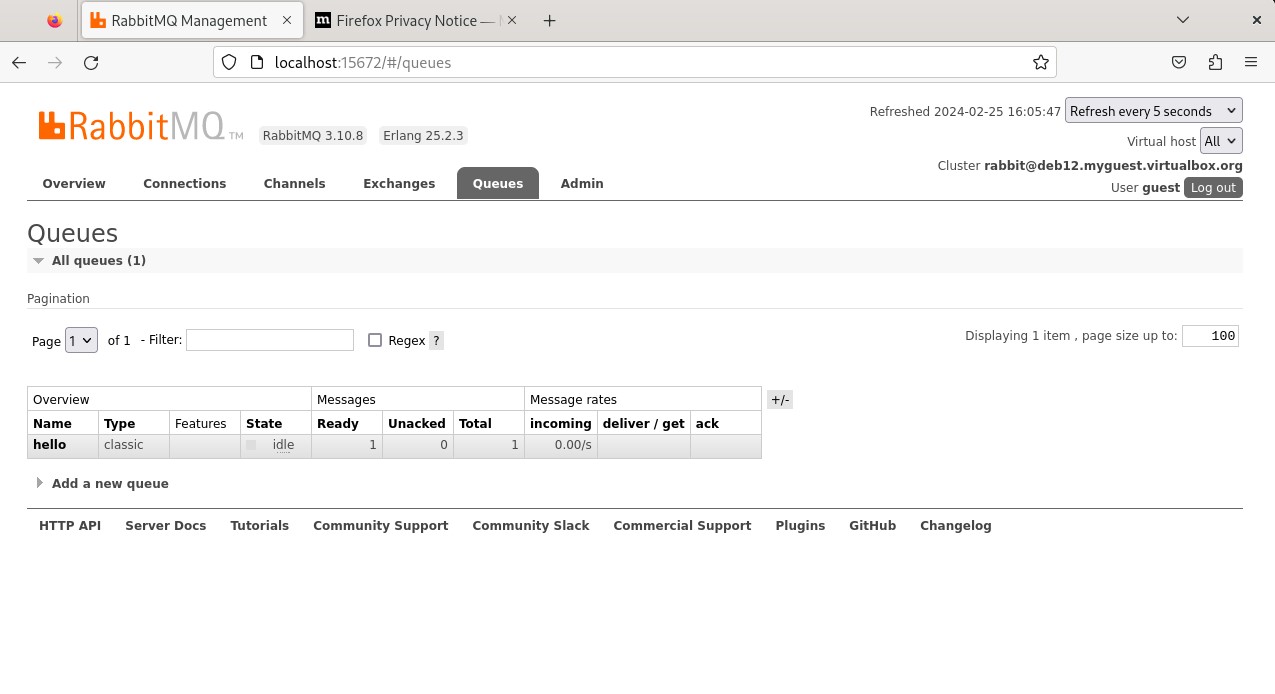 RabbitMQ Management
Firefox Privacy Notice —
localhost:15672/#/queues
RabbitMQ TM
RabbitMQ 3.10.8 Erlang 25.2.3
Refreshed 2024-02-25 16:05:47 Refresh every 5 seconds
Virtual host All
Cluster rabbit@deb12.myguest.virtualbox.org
User guest Log out
Overview Connections Channels Exchanges Queues Admin
Queues
All queues (1)
Pagination
Page 1 of 1 - Filter: Regex ?
Displaying 1 item , page size up to: 100
Overview Messages Message rates +/-
Name Type Features State Ready Unacked Total incoming deliver / get ack
hello classic idle 1 0 1 0.00/s
Add a new queue
HTTP API Server Docs Tutorials Community Support Community Slack Commercial Support Plugins GitHub Changelog